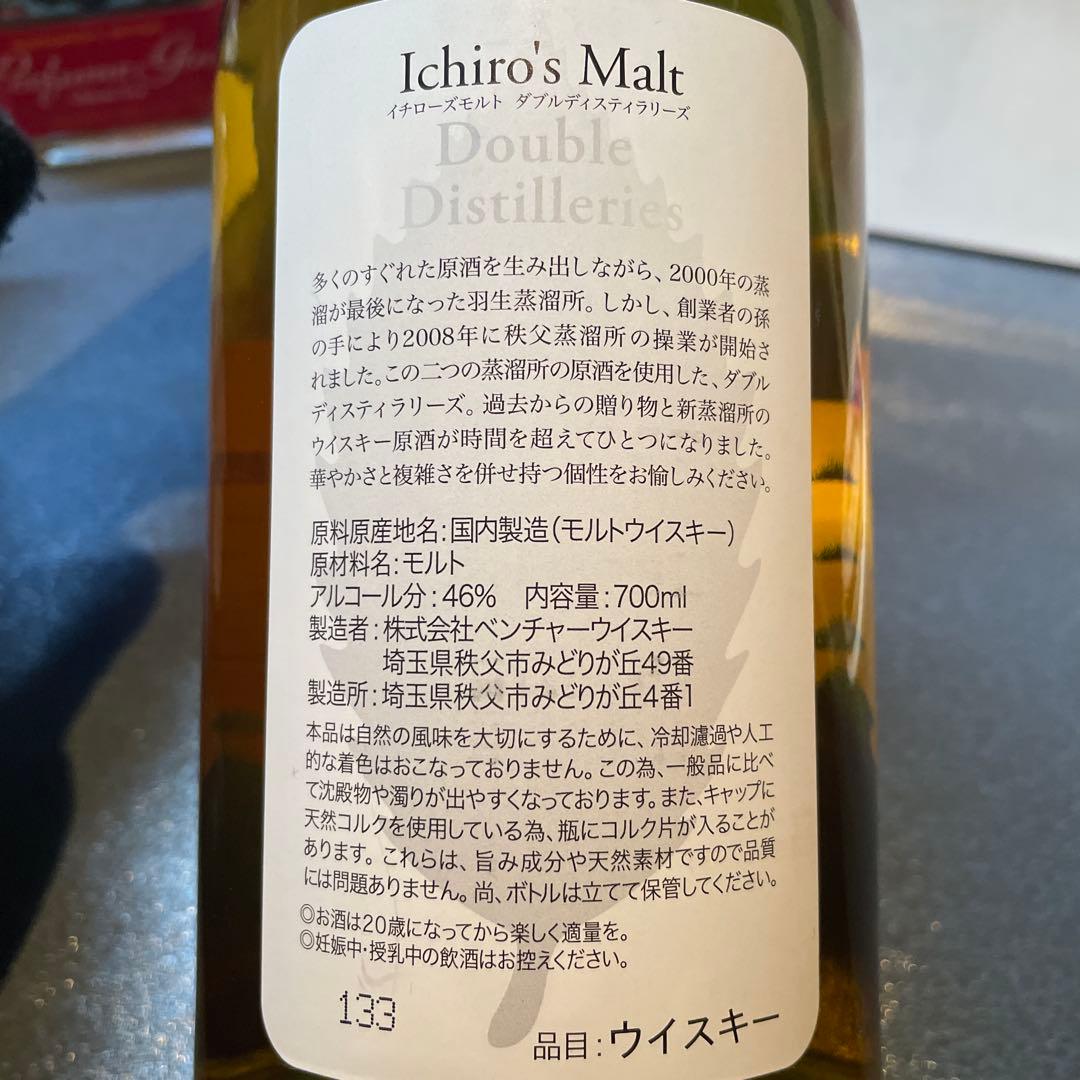 Ichiro's Malt
イチローズモルト ダブルディスティラリーズ
Double
Distilleries
多くのすぐれた原酒を生み出しながら、2000年の蒸
溜が最後になった羽生蒸溜所。しかし、創業者の孫
の手により2008年に秩父蒸溜所の操業が開始さ
れました。この二つの蒸溜所の原酒を使用した、ダブル
ディスティラリーズ。過去からの贈り物と新蒸溜所の
ウイスキー原酒が時間を超えてひとつになりました。
華やかさと複雑さを併せ持つ個性をお愉しみください。
原料原産地名:国内製造(モルトウイスキー)
原材料名:モルト
アルコール分:46% 内容量:700ml
製造者:株式会社ベンチャーウイスキー
埼玉県秩父市みどりが丘49番
製造所:埼玉県秩父市みどりが丘4番1
本品は自然の風味を大切にするために、冷却濾過や人工
的な着色はおこなっておりません。この為、一般品に比べ
て沈殿物や濁りが出やすくなっております。また、キャップに
天然コルクを使用している為、瓶にコルク片が入ることが
あります。これらは、旨み成分や天然素材ですので品質
には問題ありません。尚、ボトルは立てて保管してください。
◎お酒は20歳になってから楽しく適量を。
◎妊娠中・授乳中の飲酒はお控えください。
133
品目:ウイスキー